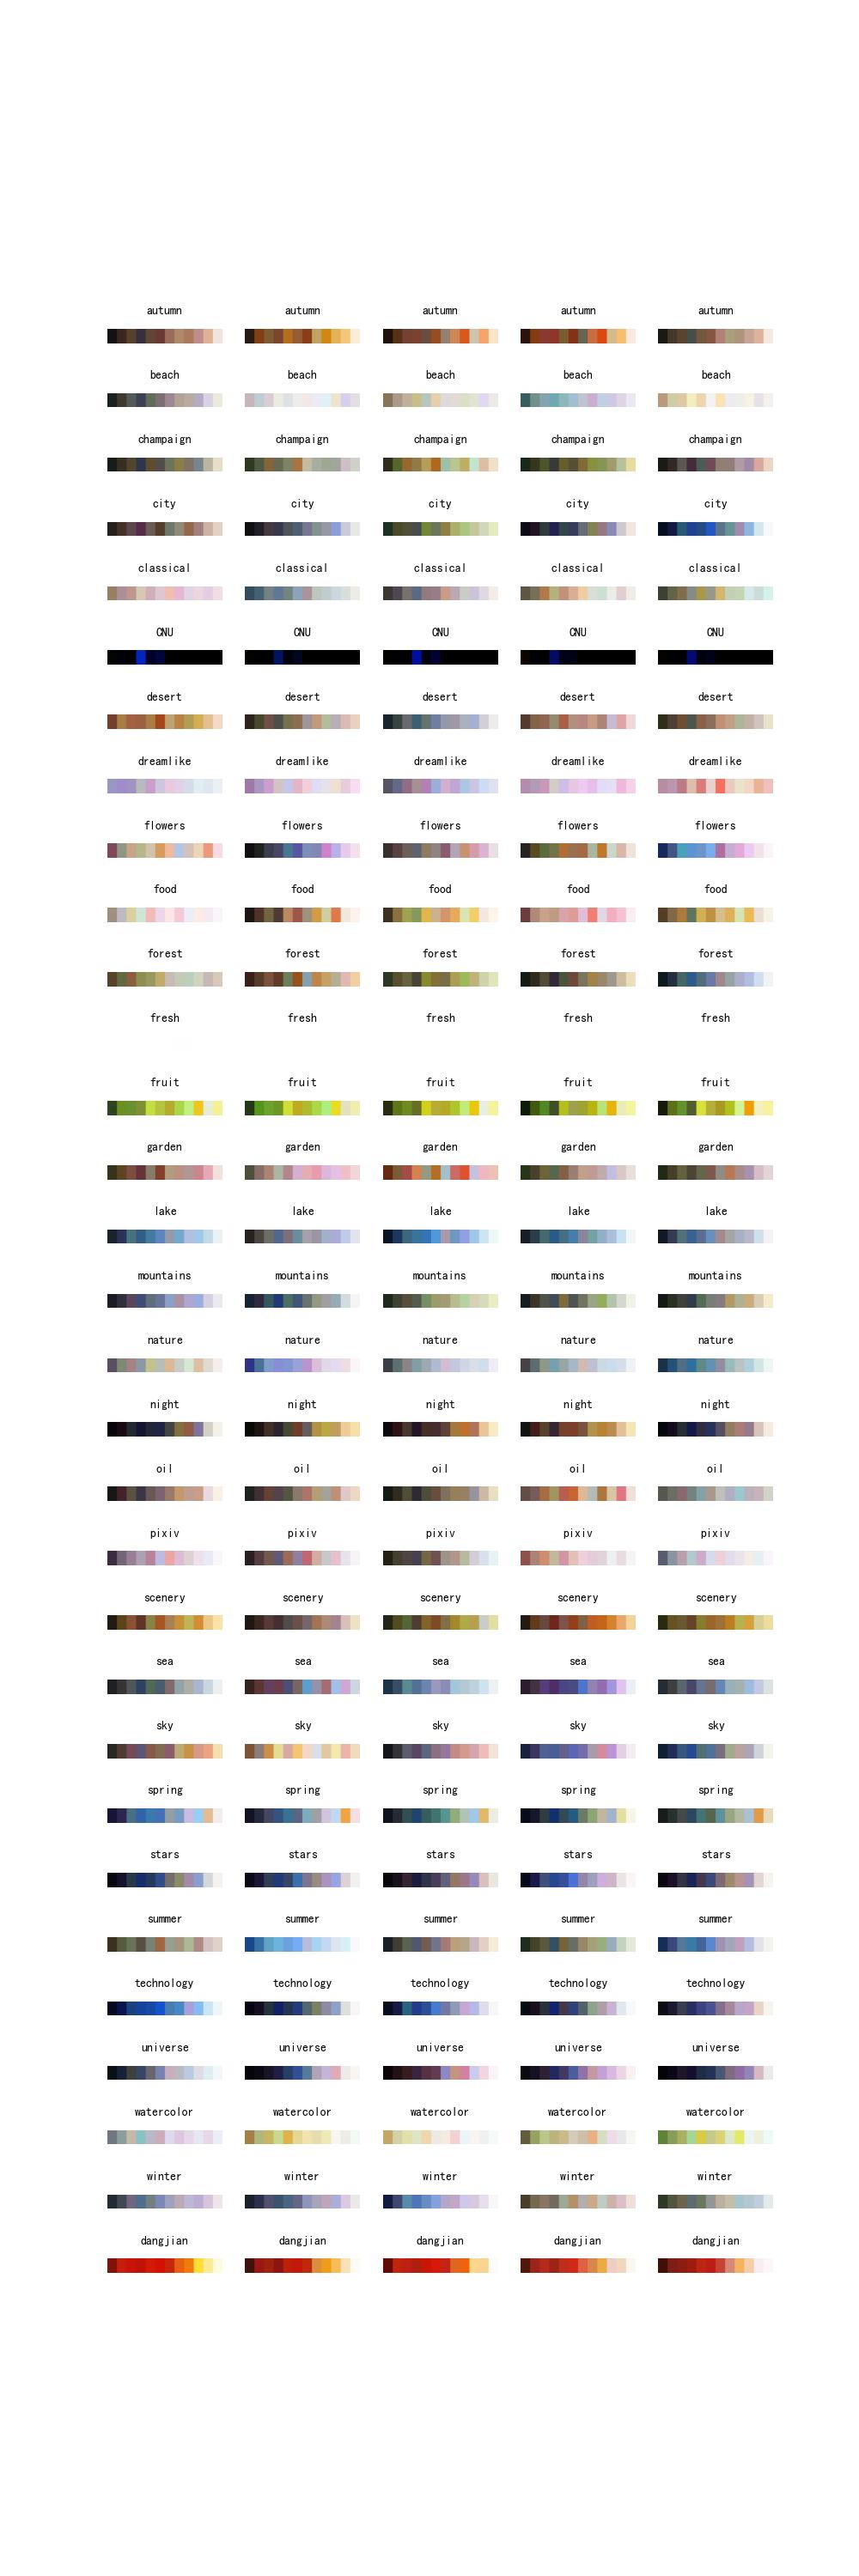 autumn autumn autumn autumn autumn
beach beach beach beach beach
champaign champaign champaign champaign champaign
city city city city city
classical classical classical classical classical
CNU CNU CNU CNU CNU
desert desert desert desert desert
dreamlike dreamlike dreamlike dreamlike dreamlike
flowers flowers flowers flowers flowers
food food food food food
forest forest forest forest forest
fresh fresh fresh fresh fresh
fruit fruit fruit fruit fruit
garden garden garden garden garden
lake lake lake lake lake
mountains mountains mountains mountains mountains
nature nature nature nature nature
night night night night night
oil oil oil oil oil
pixiv pixiv pixiv pixiv pixiv
scenery scenery scenery scenery scenery
sea sea sea sea sea
sky sky sky sky sky
spring spring spring spring spring
stars stars stars stars stars
summer summer summer summer summer
technology technology technology technology technology
universe universe universe universe universe
watercolor watercolor watercolor watercolor watercolor
winter winter winter winter winter
dangjian dangjian dangjian dangjian dangjian